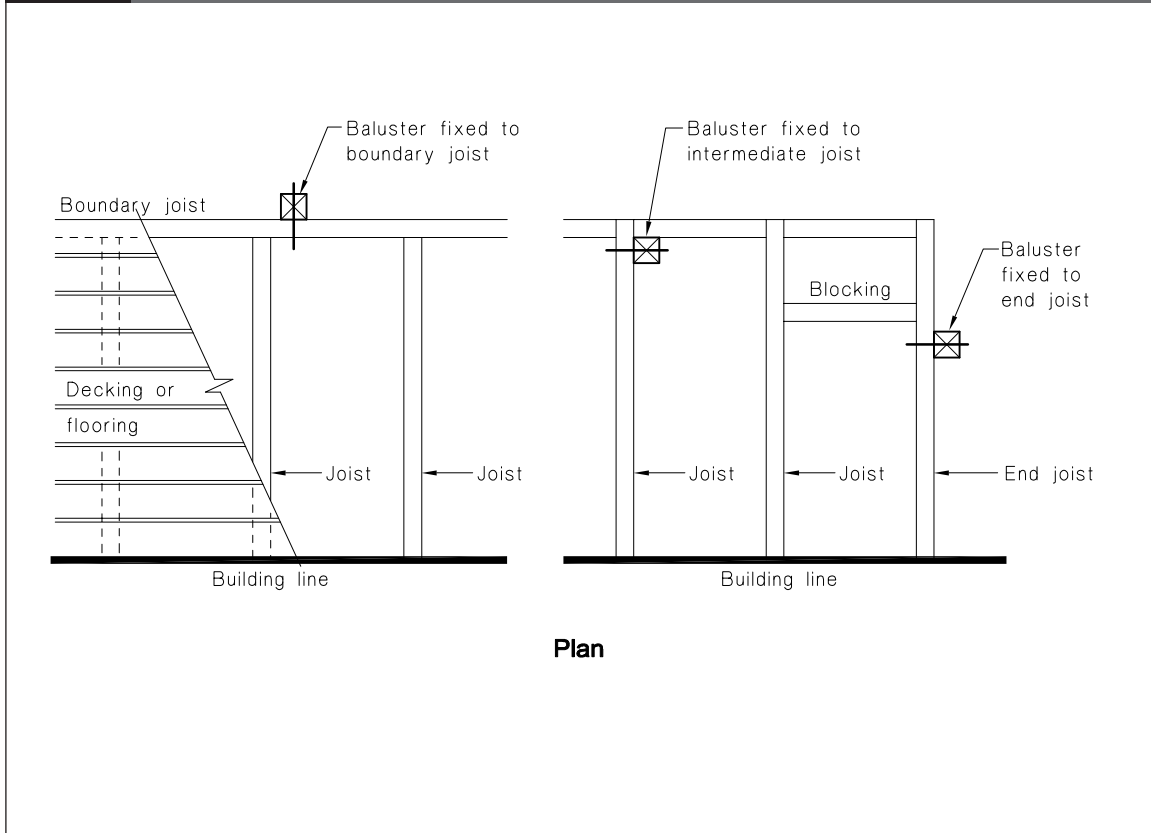 Baluster fixed to
boundary joist
Boundary joist
Decking or
flooring
Joist
Joist
Building line
Baluster fixed to
intermediate joist
Baluster
fixed to
end joist
Blocking
Joist
Joist
End joist
Building line
Plan